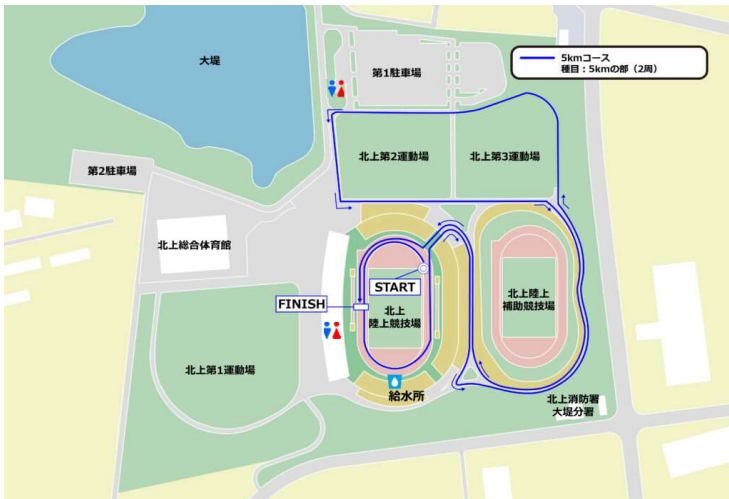 5kmコース
種目：5kmの部（2周）
大堤
第1駐車場
第2駐車場
北上第2運動場
北上第3運動場
北上総合体育館
START
FINISH
北上
陸上競技場
北上陸上
補助競技場
北上第1運動場
給水所
北上消防署
大堤分署